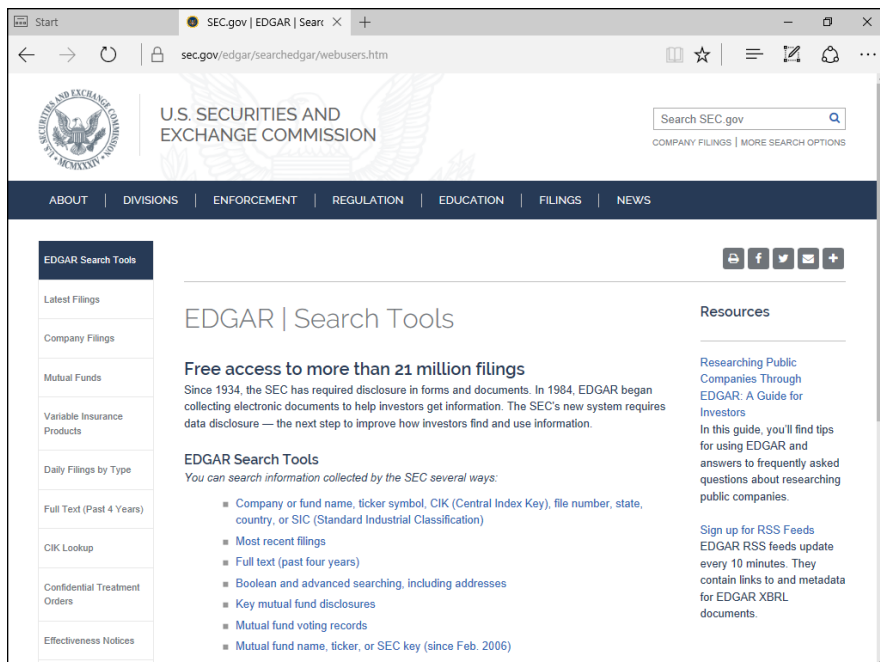 Start
SEC.gov | EDGAR | Searc
sec.gov/edgar/searchedgar/webusers.htm
SECURITIES AND EXCHANGE COMMISSION
U.S.
MCMXXXIV
U.S. SECURITIES AND
EXCHANGE COMMISSION
Search SEC.gov
COMPANY FILINGS | MORE SEARCH OPTIONS
ABOUT | DIVISIONS | ENFORCEMENT | REGULATION | EDUCATION | FILINGS | NEWS
EDGAR Search Tools
Latest Filings
Company Filings
Mutual Funds
Variable Insurance
Products
Daily Filings by Type
Full Text (Past 4 Years)
CIK Lookup
Confidential Treatment
Orders
Effectiveness Notices
EDGAR | Search Tools
Free access to more than 21 million filings
Since 1934, the SEC has required disclosure in forms and documents. In 1984, EDGAR began
collecting electronic documents to help investors get information. The SEC's new system requires
data disclosure — the next step to improve how investors find and use information.
EDGAR Search Tools
You can search information collected by the SEC several ways:
Company or fund name, ticker symbol, CIK (Central Index Key), file number, state,
country, or SIC (Standard Industrial Classification)
Most recent filings
Full text (past four years)
Boolean and advanced searching, including addresses
Key mutual fund disclosures
Mutual fund voting records
Mutual fund name, ticker, or SEC key (since Feb. 2006)
Resources
Researching Public
Companies Through
EDGAR: A Guide for
Investors
In this guide, you'll find tips
for using EDGAR and
answers to frequently asked
questions about researching
public companies.
Sign up for RSS Feeds
EDGAR RSS feeds update
every 10 minutes. They
contain links to and metadata
for EDGAR XBRL
documents.